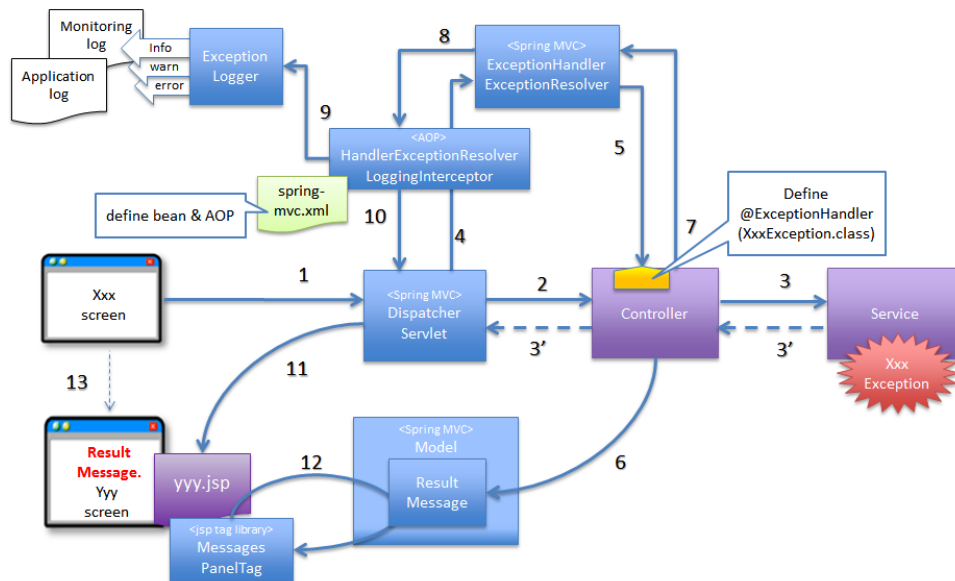 Monitoring
log
Application
log
Info
warn
error
Exception
Logger
8
<Spring MVC>
ExceptionHandler
ExceptionResolver
9
<AOP>
HandlerExceptionResolver
LoggingInterceptor
5
define bean & AOP
spring-
mvc.xml
10
4
7
Define
@ExceptionHandler
(XxxException.class)
Xxx
screen
1
<Spring MVC>
Dispatcher
Servlet
2
3’
Controller
3
3’
Service
Xxx
Exception
13
11
Result
Message.
Yyy
screen
yyy.jsp
12
<jsp tag library>
Messages
PanelTag
<Spring MVC>
Model
Result
Message
6